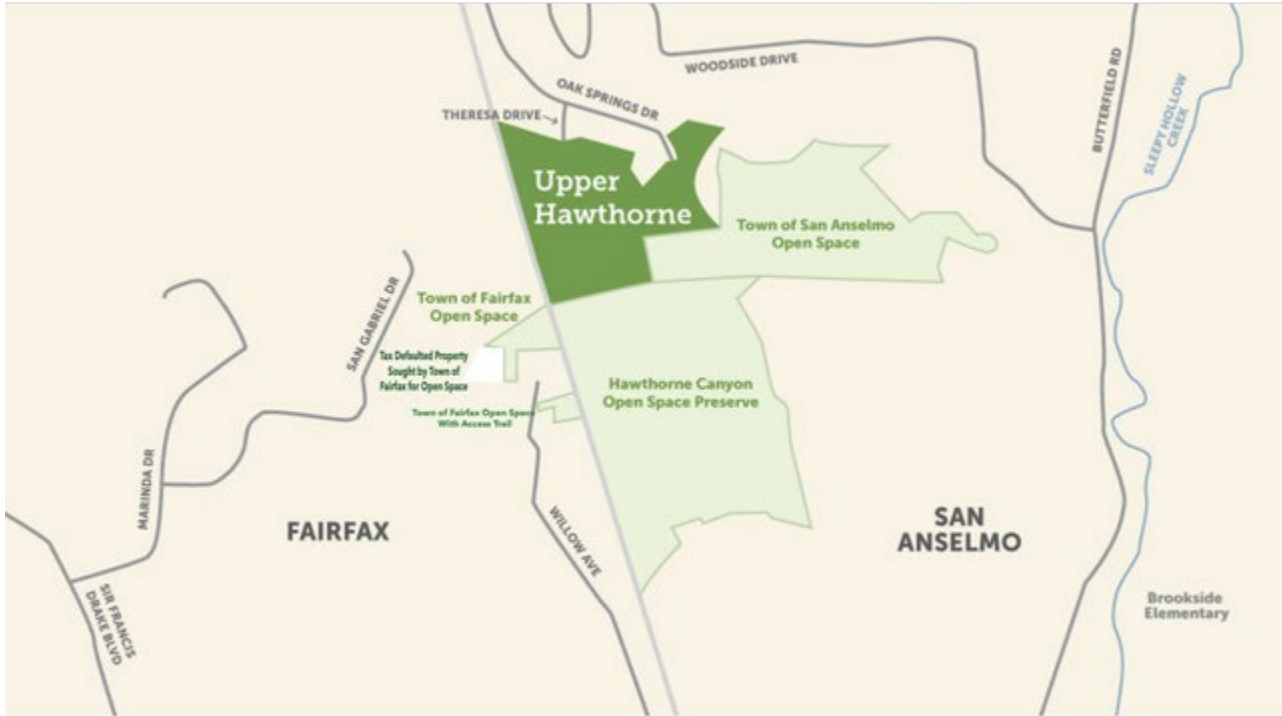 WOODSIDE DRIVE
OAK SPRINGS DR
THERESA DRIVE
BUTTERFIELD RD
SLEEPY HOLLOW
CREEK
Upper
Hawthorne
Town of San Anselmo
Open Space
SAN GABRIEL DR
Town of Fairfax
Open Space
Tax Defaulted Property
Sought by Town of
Fairfax for Open Space
Hawthorne Canyon
Open Space Preserve
Town of Fairfax Open Space
With Access Trail
MARINDA DR
FAIRFAX
WILLOW AVE
SAN
ANSELMO
SIR FRANCIS
DRAKE BLVD
Brookside
Elementary